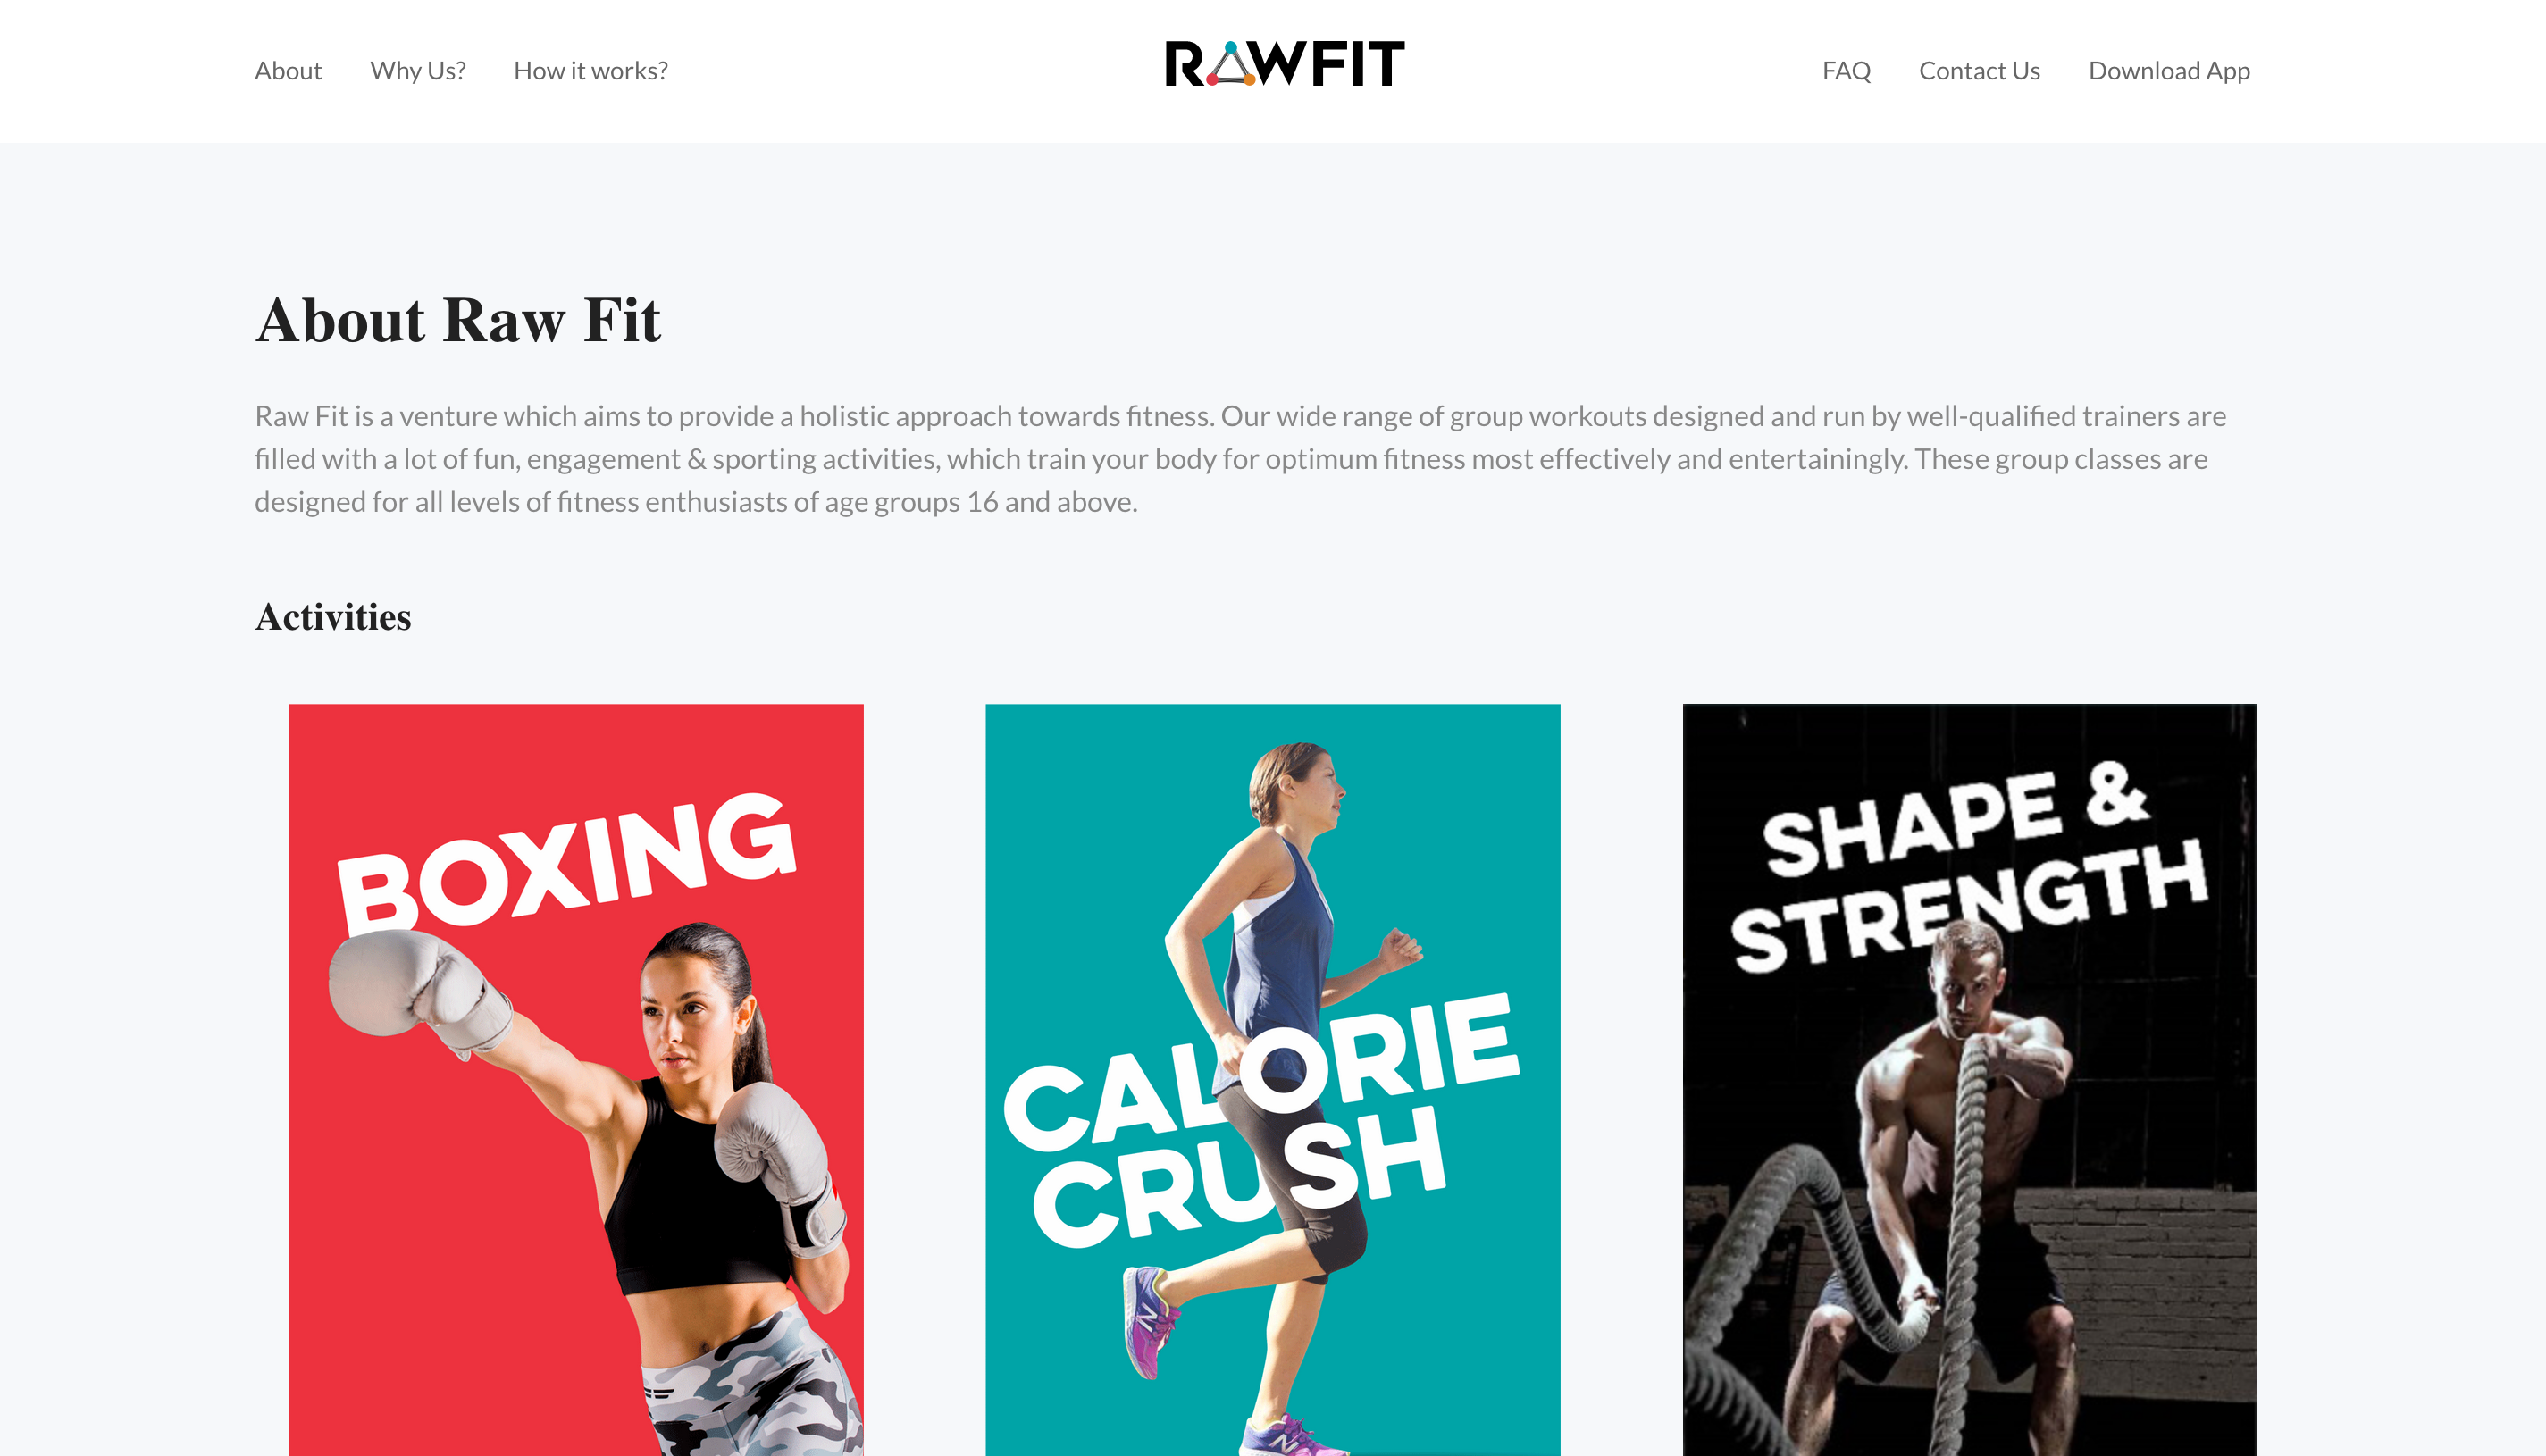 About Why Us? How it works? RAWFIT FAQ Contact Us Download App
About Raw Fit
Raw Fit is a venture which aims to provide a holistic approach towards fitness. Our wide range of group workouts designed and run by well-qualified trainers are
filled with a lot of fun, engagement & sporting activities, which train your body for optimum fitness most effectively and entertainingly. These group classes are
designed for all levels of fitness enthusiasts of age groups 16 and above.
Activities
BOXING
CALORIE
CRUSH
SHAPE &
STRENGTH